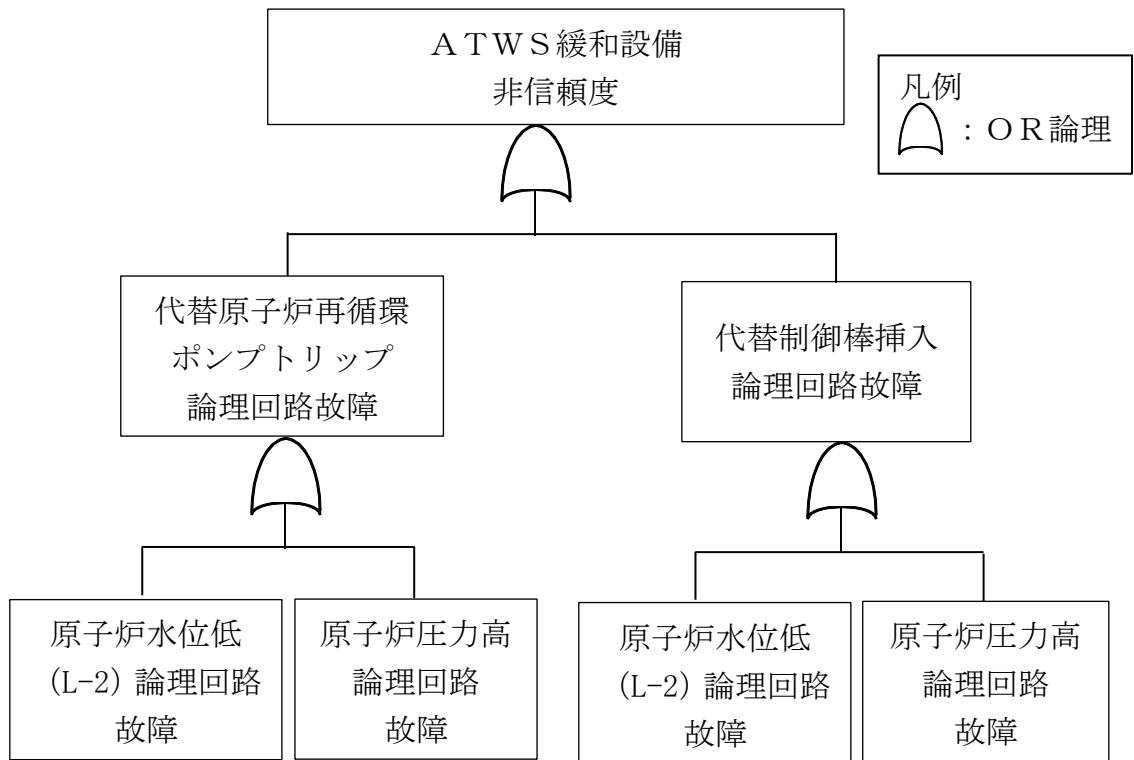 ATWS緩和設備
非信頼度
凡例
:OR論理
代替原子炉再循環
ポンプトリップ
論理回路故障
代替制御棒挿入
論理回路故障
原子炉水位低
(L-2)論理回路
故障
原子炉圧力高
論理回路
故障
原子炉水位低
(L-2)論理回路
故障
原子炉圧力高
論理回路
故障